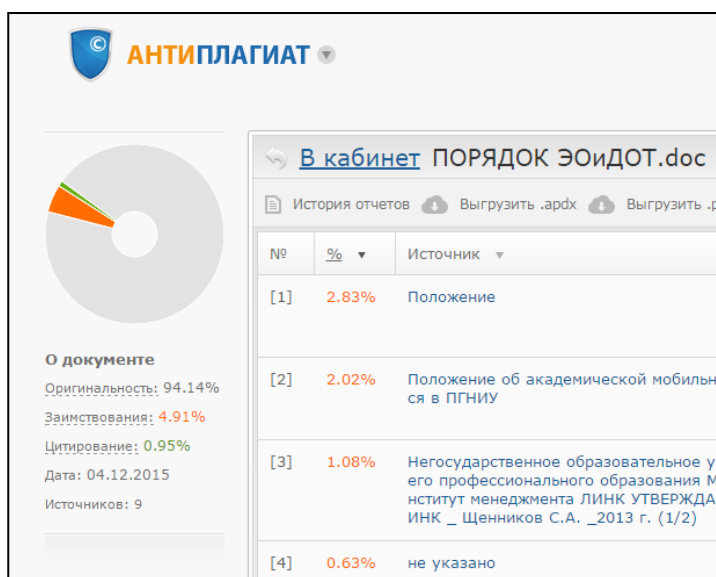 ©
АНТИПЛАГИАТ
В кабинет ПОРЯДОК ЭОиДОТ.doc
История отчетов Выгрузить .apdx Выгрузить
№ % Источник
[1] 2.83% Положение
[2] 2.02% Положение об академической мобильн
ся в ПГНИУ
[3] 1.08% Негосударственное образовательное у
его профессионального образования М
нститут менеджмента ЛИНК УТВЕРЖДА
ИНК _ Щенников С.А. _2013 г. (1/2)
[4] 0.63% не указано
О документе
Оригинальность: 94.14%
Заимствования: 4.91%
Цитирование: 0.95%
Дата: 04.12.2015
Источников: 9